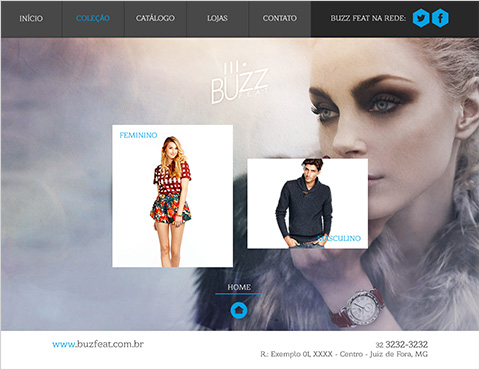 INÍCIO COLEÇÃO CATÁLOGO LOJAS CONTATO BUZZ FEAT NA REDE:
BUZZ
FEAT
FEMININO
MASCULINO
HOME
www.buzfeat.com.br
32 3232-3232
R.: Exemplo 01, XXXX - Centro - Juiz de Fora, MG